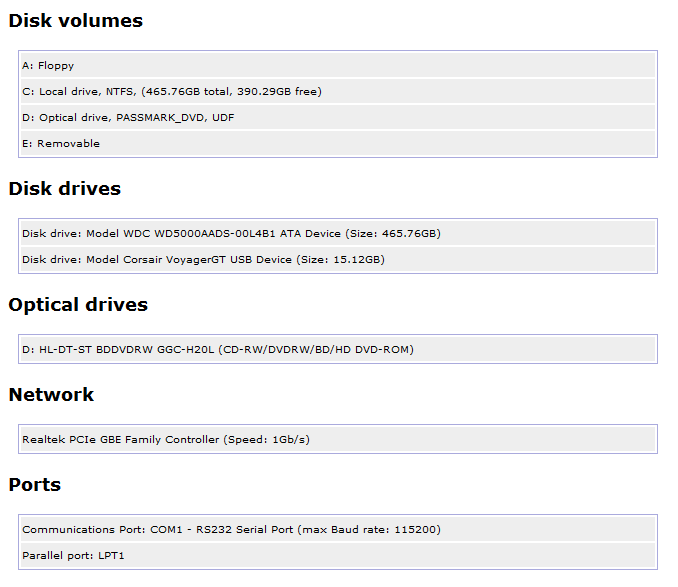 Disk volumes
A: Floppy
C: Local drive, NTFS, (465.76GB total, 390.29GB free)
D: Optical drive, PASSMARK_DVD, UDF
E: Removable
Disk drives
Disk drive: Model WDC WD5000AADS-00L4B1 ATA Device (Size: 465.76GB)
Disk drive: Model Corsair VoyagerGT USB Device (Size: 15.12GB)
Optical drives
D: HL-DT-ST BDDVDRW GGC-H20L (CD-RW/DVDRW/BD/HD DVD-ROM)
Network
Realtek PCIe GBE Family Controller (Speed: 1Gb/s)
Ports
Communications Port: COM1 - RS232 Serial Port (max Baud rate: 115200)
Parallel port: LPT1